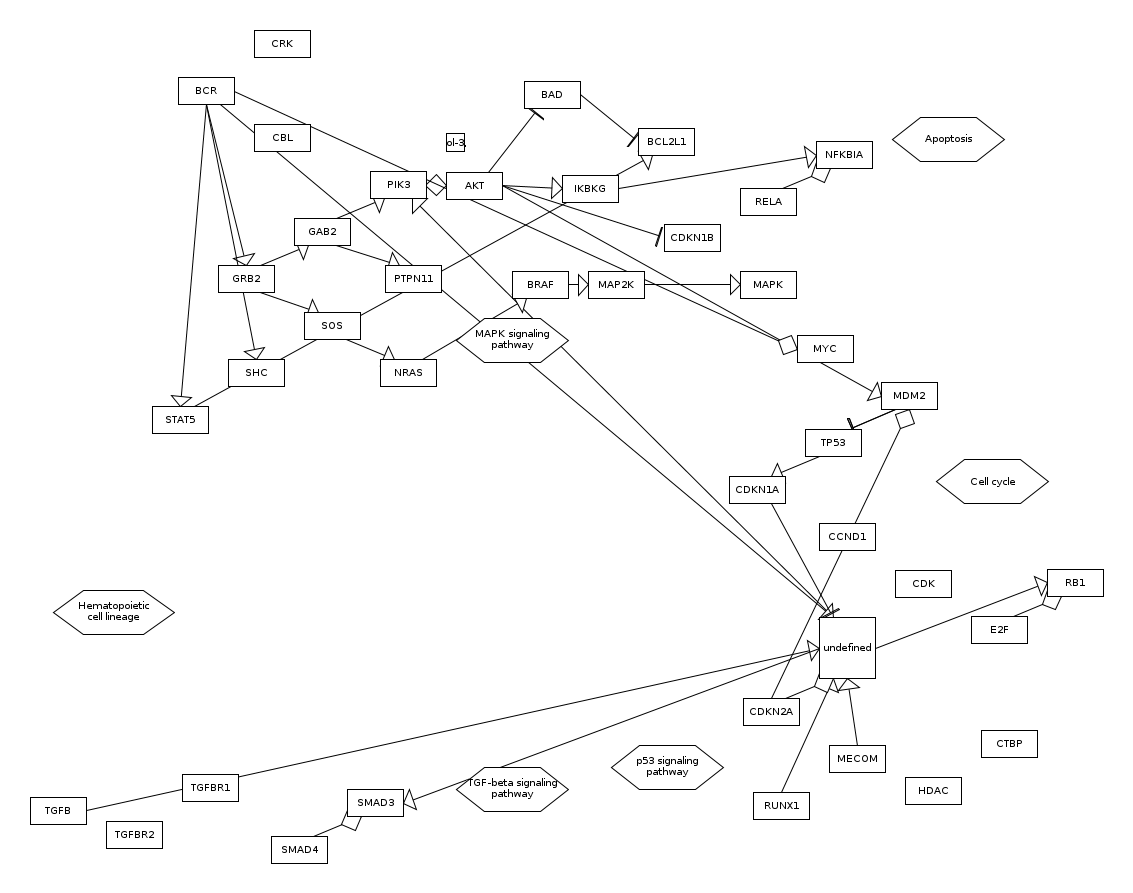 CRK
BCR
BAD
CBL
ol-3,
BCL2L1
Apoptosis
NFKBIA
PIK3
AKT
IKBKG
RELA
GAB2
CDKN1B
GRB2
PTPN11
BRAF
MAP2K
MAPK
SOS
MAPK signaling
pathway
MYC
SHC
NRAS
MDM2
STAT5
TP53
CDKN1A
Cell cycle
CCND1
CDK
RB1
Hematopoietic
cell lineage
E2F
undefined
CDKN2A
MECOM
CTBP
p53 signaling
pathway
TGFBR1
TGF-beta signaling
pathway
HDAC
TGFB
SMAD3
RUNX1
TGFBR2
SMAD4